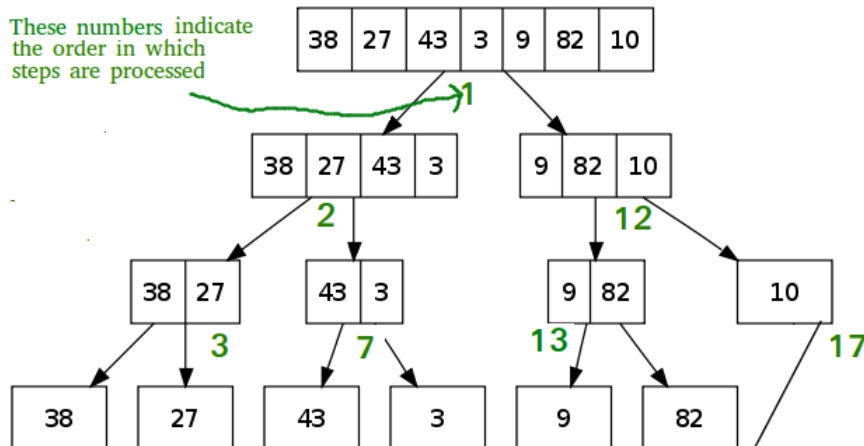 These numbers indicate
the order in which
steps are processed
38 27 43 3 9 82 10
1
38 27 43 3
9 82 10
2
12
38 27
43 3
9 82
10
3
7
13
17
38
27
43
3
9
82